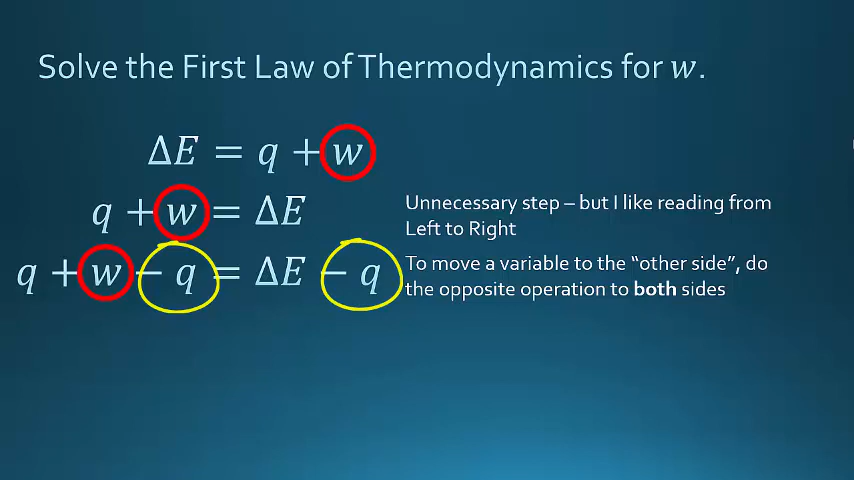 Solve the First Law of Thermodynamics for w.
ΔE = q + w
q + w = ΔE
Unnecessary step – but I like reading from
Left to Right
q + w − q = ΔE − q
To move a variable to the “other side”, do
the opposite operation to both sides